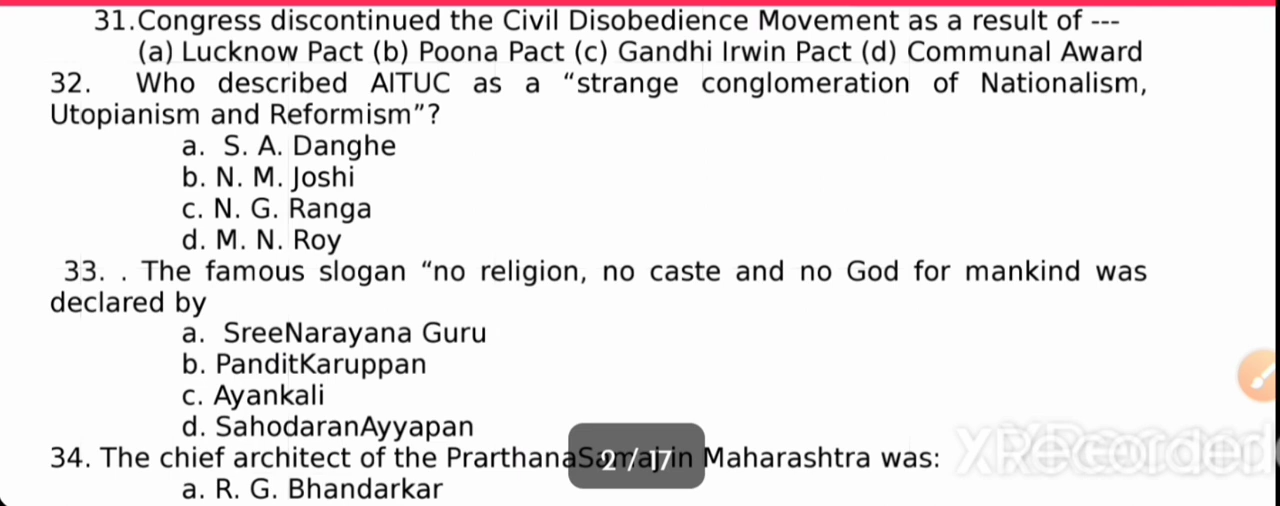 31.Congress discontinued the Civil Disobedience Movement as a result of ---
(a) Lucknow Pact (b) Poona Pact (c) Gandhi Irwin Pact (d) Communal Award
32. Who described AITUC as a “strange conglomeration of Nationalism,
Utopianism and Reformism”?
a. S. A. Danghe
b. N. M. Joshi
c. N. G. Ranga
d. M. N. Roy
33. . The famous slogan “no religion, no caste and no God for mankind was
declared by
a. SreeNarayana Guru
b. PanditKaruppan
c. Ayankali
d. SahodaranAyyapan
34. The chief architect of the PrarthanaSamaj in Maharashtra was:
2 / 17
XRecorder
a. R. G. Bhandarkar